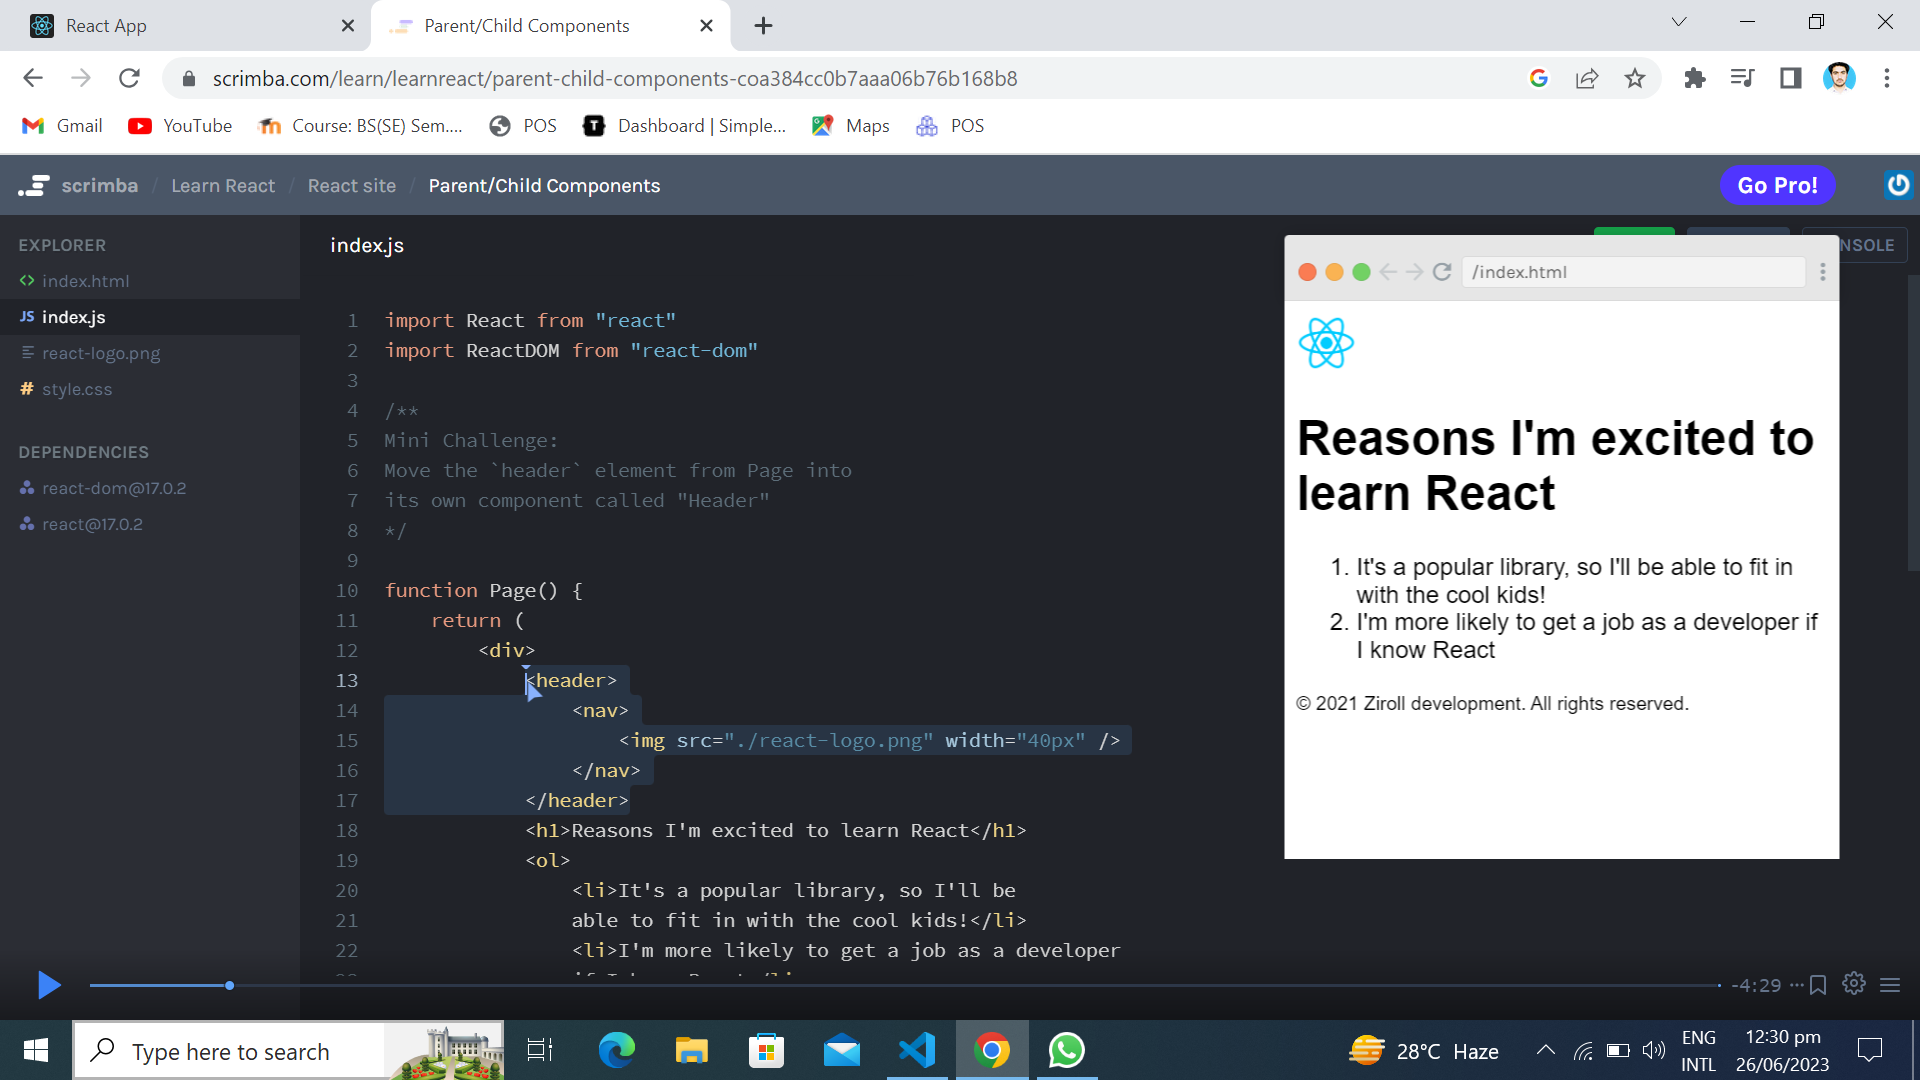 React App
Parent/Child Components
scrimba.com/learn/learnreact/parent-child-components-coa384cc0b7aaa06b76b168b8
Gmail
YouTube
Course: BS(SE) Sem....
POS
Dashboard | Simple...
Maps
POS
scrimba / Learn React / React site / Parent/Child Components
Go Pro!
EXPLORER
<> index.html
JS index.js
react-logo.png
# style.css
DEPENDENCIES
react-dom@17.0.2
react@17.0.2
index.js
NSOLE
1 import React from "react"
2 import ReactDOM from "react-dom"
3
4 /**
5 Mini Challenge:
6 Move the `header` element from Page into
7 its own component called "Header"
8 */
9
10 function Page() {
11 return (
12 <div>
13 <header>
14 <nav>
15 <img src="./react-logo.png" width="40px" />
16 </nav>
17 </header>
18 <h1>Reasons I'm excited to learn React</h1>
19 <ol>
20 <li>It's a popular library, so I'll be
21 able to fit in with the cool kids!</li>
22 <li>I'm more likely to get a job as a developer
/index.html
Reasons I'm excited to
learn React
1. It's a popular library, so I'll be able to fit in
with the cool kids!
2. I'm more likely to get a job as a developer if
I know React
© 2021 Ziroll development. All rights reserved.
-4:29
Type here to search
28°C Haze
ENG
INTL
12:30 pm
26/06/2023